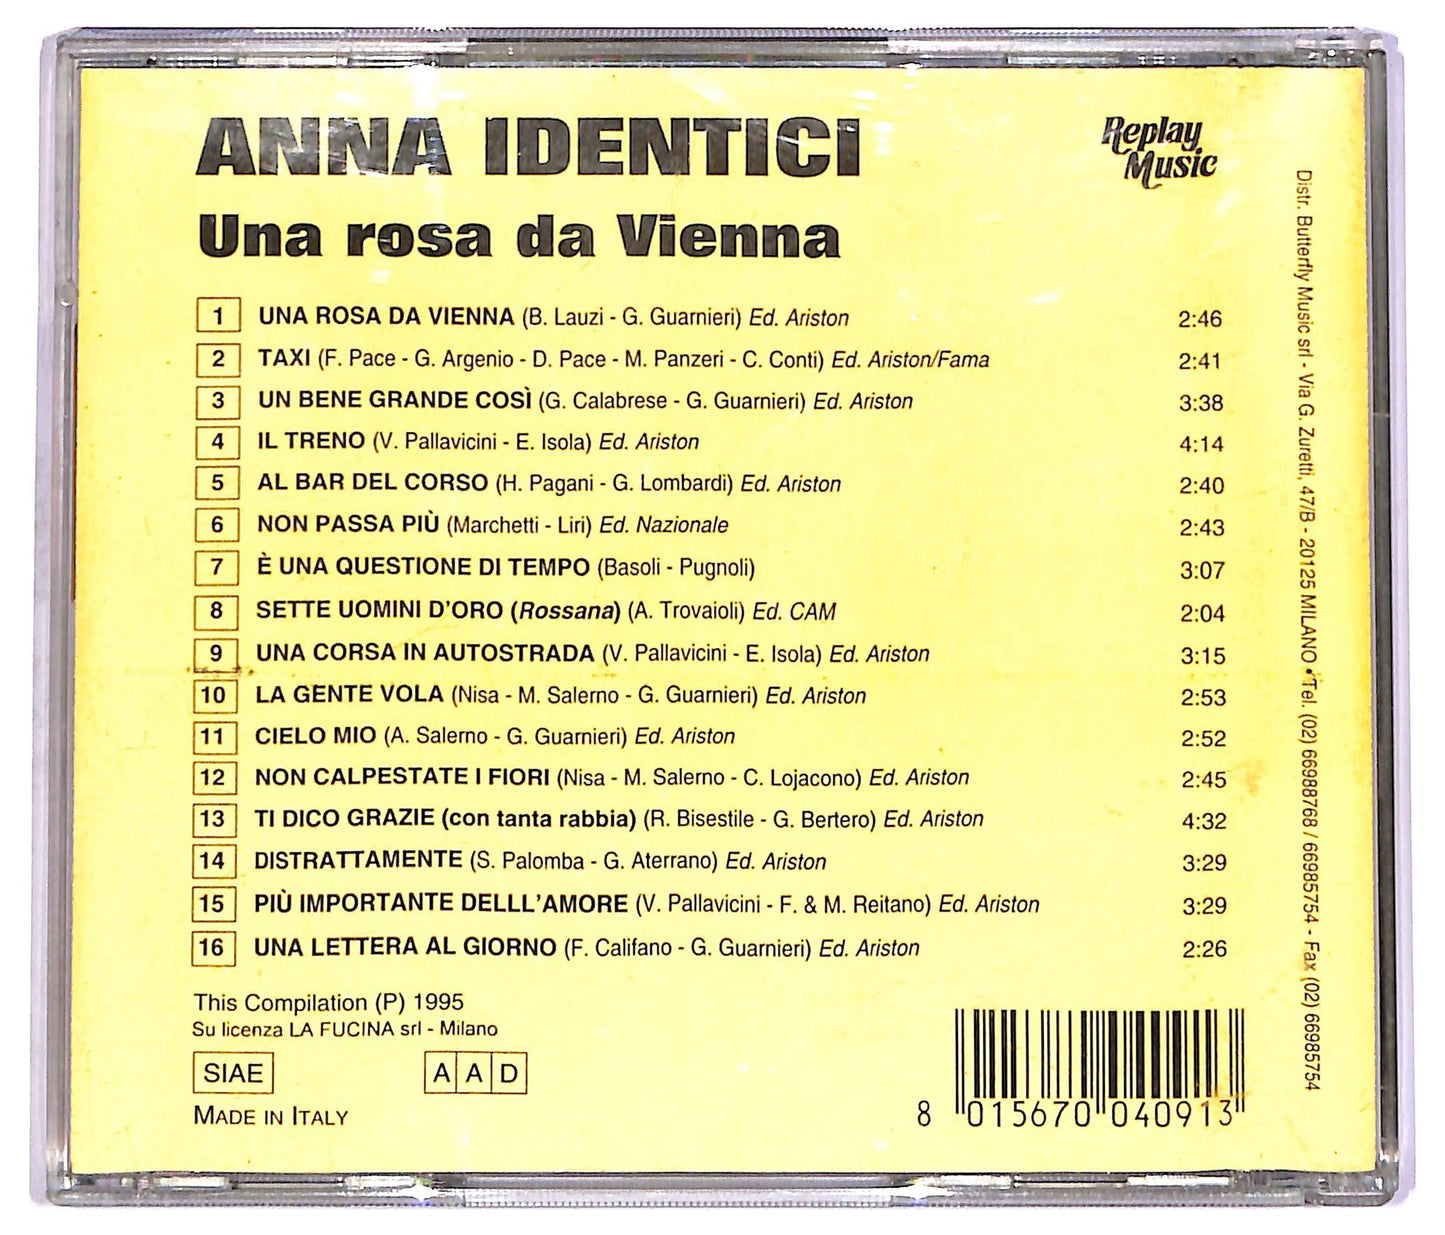 ANNA IDENTICI
Replay
Music
Una rosa da Vienna
1 UNA ROSA DA VIENNA (B. Lauzi - G. Guarnieri) Ed. Ariston 2:46
2 TAXI (F. Pace - G. Argenio - D. Pace - M. Panzeri - C. Conti) Ed. Ariston/Fama 2:41
3 UN BENE GRANDE COSÌ (G. Calabrese - G. Guarnieri) Ed. Ariston 3:38
4 IL TRENO (V. Pallavicini - E. Isola) Ed. Ariston 4:14
5 AL BAR DEL CORSO (H. Pagani - G. Lombardi) Ed. Ariston 2:40
6 NON PASSA PIÙ (Marchetti - Liri) Ed. Nazionale 2:43
7 È UNA QUESTIONE DI TEMPO (Basoli - Pugnoli) 3:07
8 SETTE UOMINI D'ORO (Rossana) (A. Trovaioli) Ed. CAM 2:04
9 UNA CORSA IN AUTOSTRADA (V. Pallavicini - E. Isola) Ed. Ariston 3:15
10 LA GENTE VOLA (Nisa - M. Salerno - G. Guarnieri) Ed. Ariston 2:53
11 CIELO MIO (A. Salerno - G. Guarnieri) Ed. Ariston 2:52
12 NON CALPESTATE I FIORI (Nisa - M. Salerno - C. Lojacono) Ed. Ariston 2:45
13 TI DICO GRAZIE (con tanta rabbia) (R. Bisestile - G. Bertero) Ed. Ariston 4:32
14 DISTRATTAMENTE (S. Palomba - G. Aterrano) Ed. Ariston 3:29
15 PIÙ IMPORTANTE DELLL'AMORE (V. Pallavicini - F. & M. Reitano) Ed. Ariston 3:29
16 UNA LETTERA AL GIORNO (F. Califano - G. Guarnieri) Ed. Ariston 2:26
This Compilation (P) 1995
Su licenza LA FUCINA srl - Milano
SIAE A A D
MADE IN ITALY
8 015670 040913
Distr. Butterfly Music srl - Via G. Zuretti, 47/B - 20125 MILANO • Tel. (02) 66988768 / 66985754 - Fax (02) 66985754